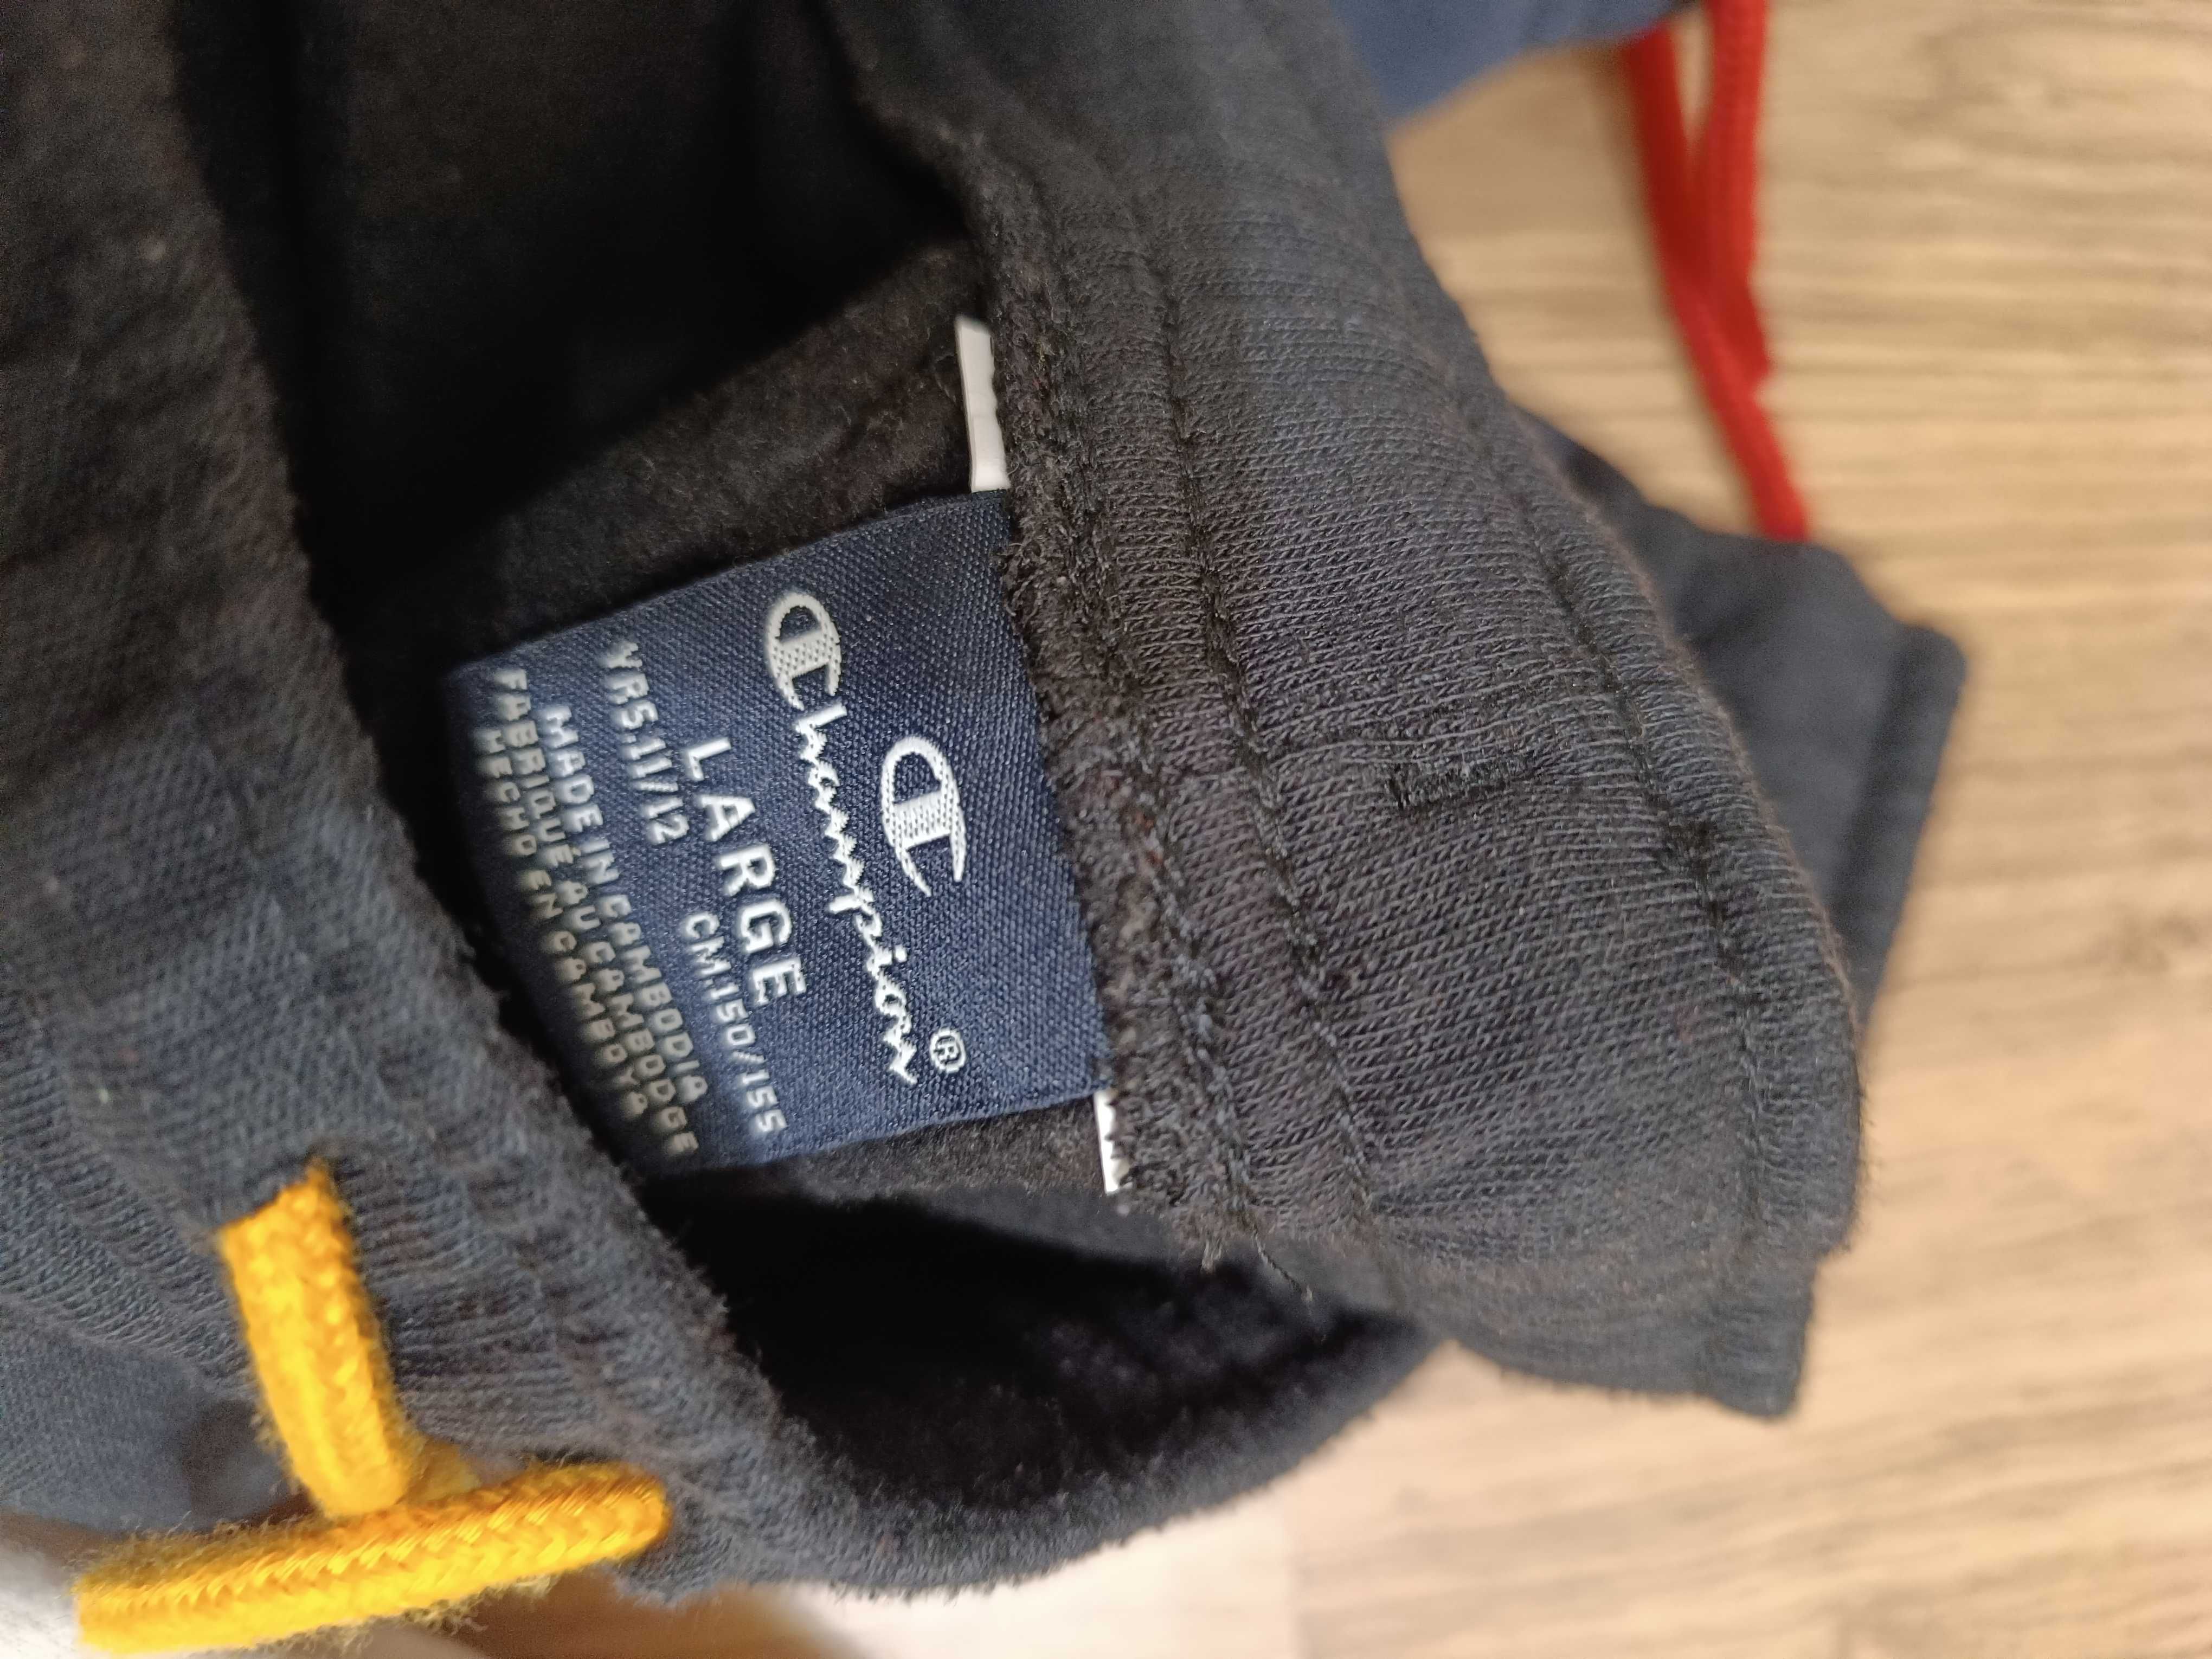 Champion®
LARGE
YRS.11/12 CM.150/155
MADE IN CAMBODIA
FABRIQUÉ AU CAMBODGE
HECHO EN CAMBOYA